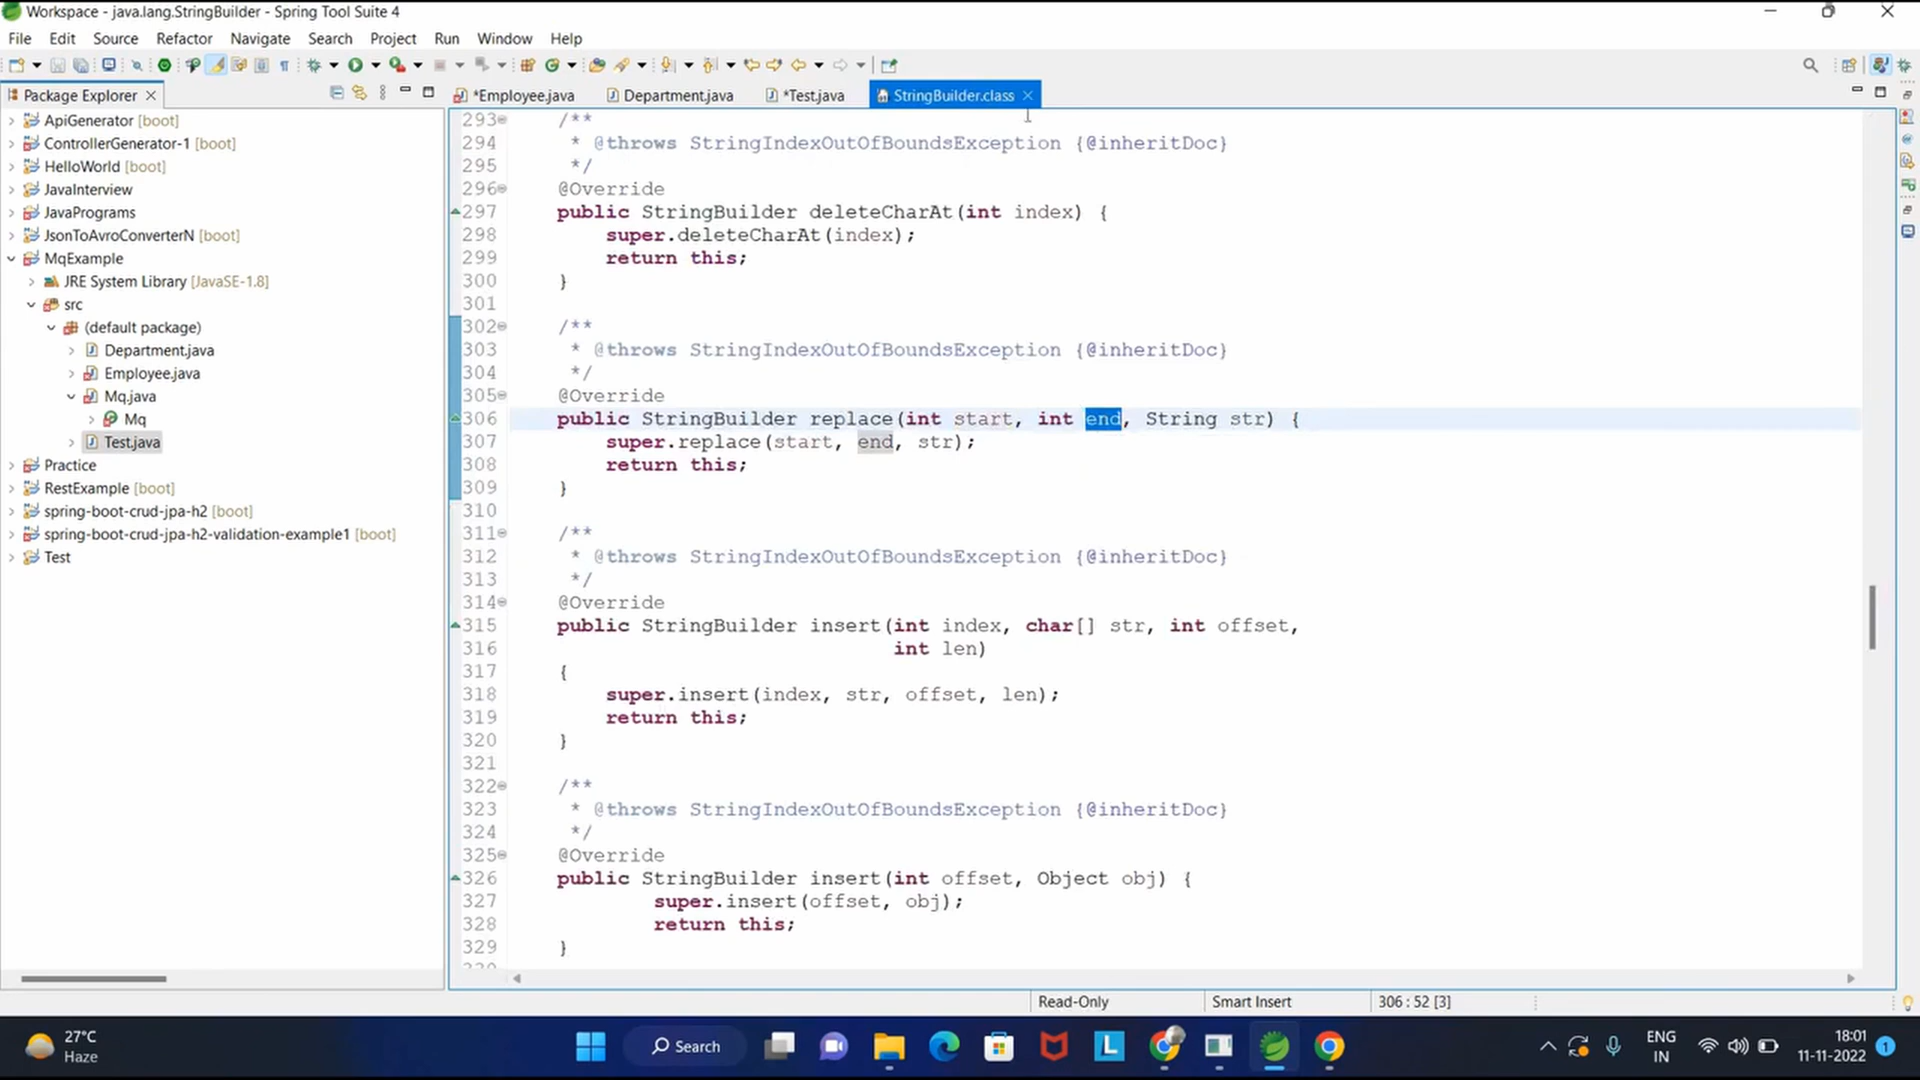 Workspace - java.lang.StringBuilder - Spring Tool Suite 4
File Edit Source Refactor Navigate Search Project Run Window Help
Package Explorer
*Employee.java Department.java *Test.java StringBuilder.class
ApiGenerator [boot]
ControllerGenerator-1 [boot]
HelloWorld [boot]
JavaInterview
JavaPrograms
JsonToAvroConverterN [boot]
MqExample
JRE System Library [JavaSE-1.8]
src
(default package)
Department.java
Employee.java
Mq.java
Mq
Test.java
Practice
RestExample [boot]
spring-boot-crud-jpa-h2 [boot]
spring-boot-crud-jpa-h2-validation-example1 [boot]
Test
293 /**
294 * @throws StringIndexOutOfBoundsException {@inheritDoc}
295 */
296 @Override
297 public StringBuilder deleteCharAt(int index) {
298 super.deleteCharAt(index);
299 return this;
300 }
301
302 /**
303 * @throws StringIndexOutOfBoundsException {@inheritDoc}
304 */
305 @Override
306 public StringBuilder replace(int start, int end, String str) {
307 super.replace(start, end, str);
308 return this;
309 }
310
311 /**
312 * @throws StringIndexOutOfBoundsException {@inheritDoc}
313 */
314 @Override
315 public StringBuilder insert(int index, char[] str, int offset,
316 int len)
317 {
318 super.insert(index, str, offset, len);
319 return this;
320 }
321
322 /**
323 * @throws StringIndexOutOfBoundsException {@inheritDoc}
324 */
325 @Override
326 public StringBuilder insert(int offset, Object obj) {
327 super.insert(offset, obj);
328 return this;
329 }
Read-Only Smart Insert 306 : 52 [3]
27°C
Haze
Search
ENG
IN
18:01
11-11-2022
1